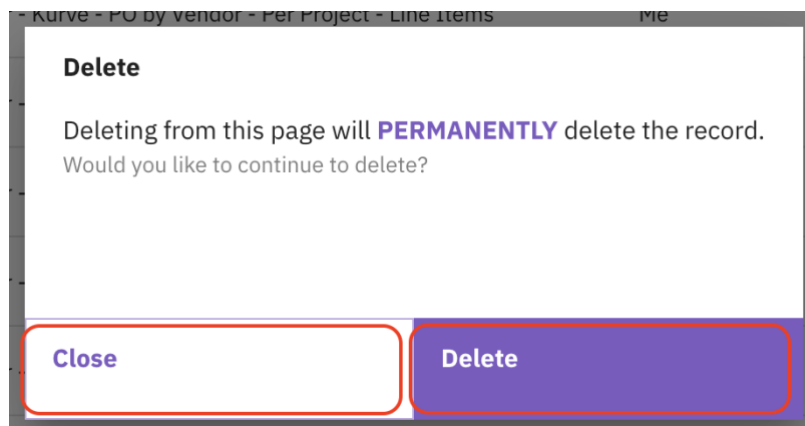 - Kurve - PO by Vendor - Per Project - Line Items Me
Delete
Deleting from this page will PERMANENTLY delete the record.
Would you like to continue to delete?
Close Delete